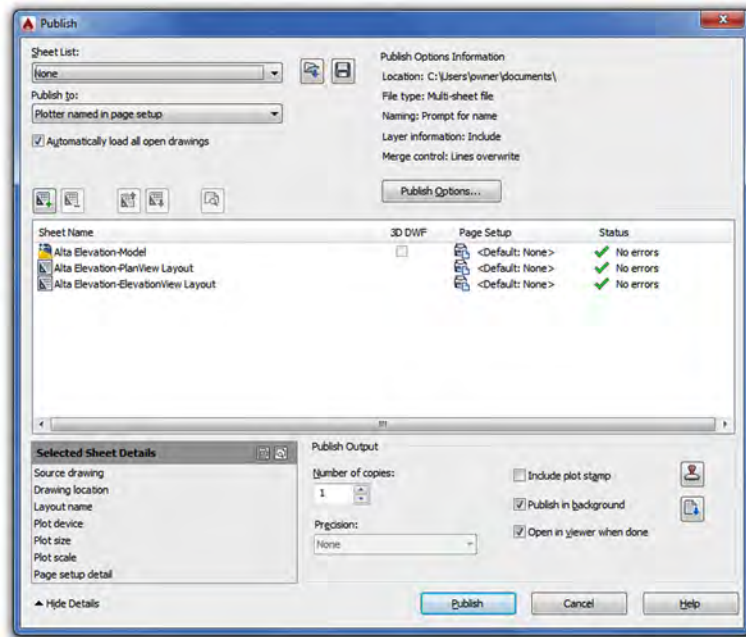 Publish
Sheet List:
None
Publish to:
Plotter named in page setup
Automatically load all open drawings
Publish Options Information
Location: C:\Users\owner\documents\
File type: Multi-sheet file
Naming: Prompt for name
Layer information: Include
Merge control: Lines overwrite
Publish Options...
Sheet Name 3D DWF Page Setup Status
Alta Elevation-Model <Default: None> No errors
Alta Elevation-PlanView Layout <Default: None> No errors
Alta Elevation-ElevationView Layout <Default: None> No errors
Selected Sheet Details
Source drawing
Drawing location
Layout name
Plot device
Plot size
Plot scale
Page setup detail
Publish Output
Number of copies:
1
Precision:
None
Include plot stamp
Publish in background
Open in viewer when done
Hide Details
Publish
Cancel
Help